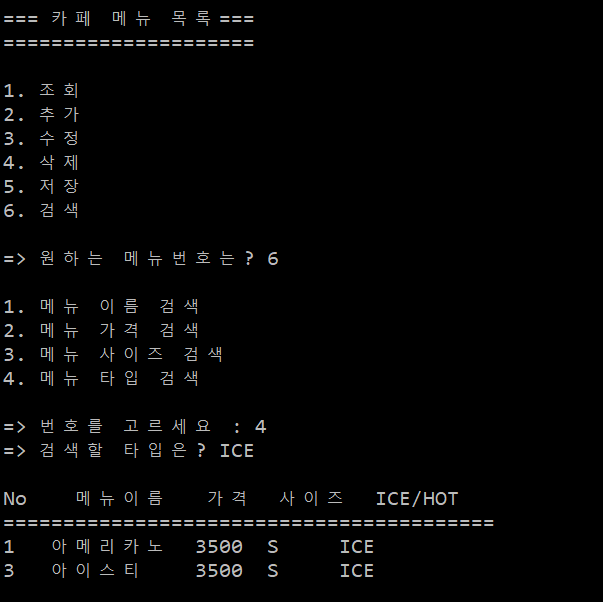 === 카페 메뉴 목록 ===
=====================
1. 조회
2. 추가
3. 수정
4. 삭제
5. 저장
6. 검색
=> 원하는 메뉴번호는? 6
1. 메뉴 이름 검색
2. 메뉴 가격 검색
3. 메뉴 사이즈 검색
4. 메뉴 타입 검색
=> 번호를 고르세요 : 4
=> 검색할 타입은? ICE
No 메뉴이름 가격 사이즈 ICE/HOT
=========================================
1 아메리카노 3500 S ICE
3 아이스티 3500 S ICE